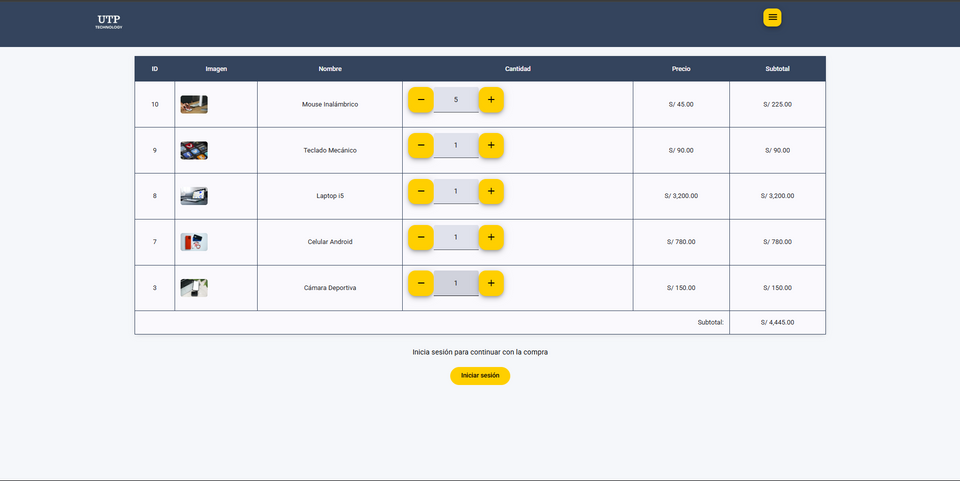 UTP
TECHNOLOGY
ID Imagen Nombre Cantidad Precio Subtotal
10 Mouse Inalámbrico − 5 + S/ 45.00 S/ 225.00
9 Teclado Mecánico − 1 + S/ 90.00 S/ 90.00
8 Laptop i5 − 1 + S/ 3,200.00 S/ 3,200.00
7 Celular Android − 1 + S/ 780.00 S/ 780.00
3 Cámara Deportiva − 1 + S/ 150.00 S/ 150.00
Subtotal: S/ 4,445.00
Inicia sesión para continuar con la compra
Iniciar sesión